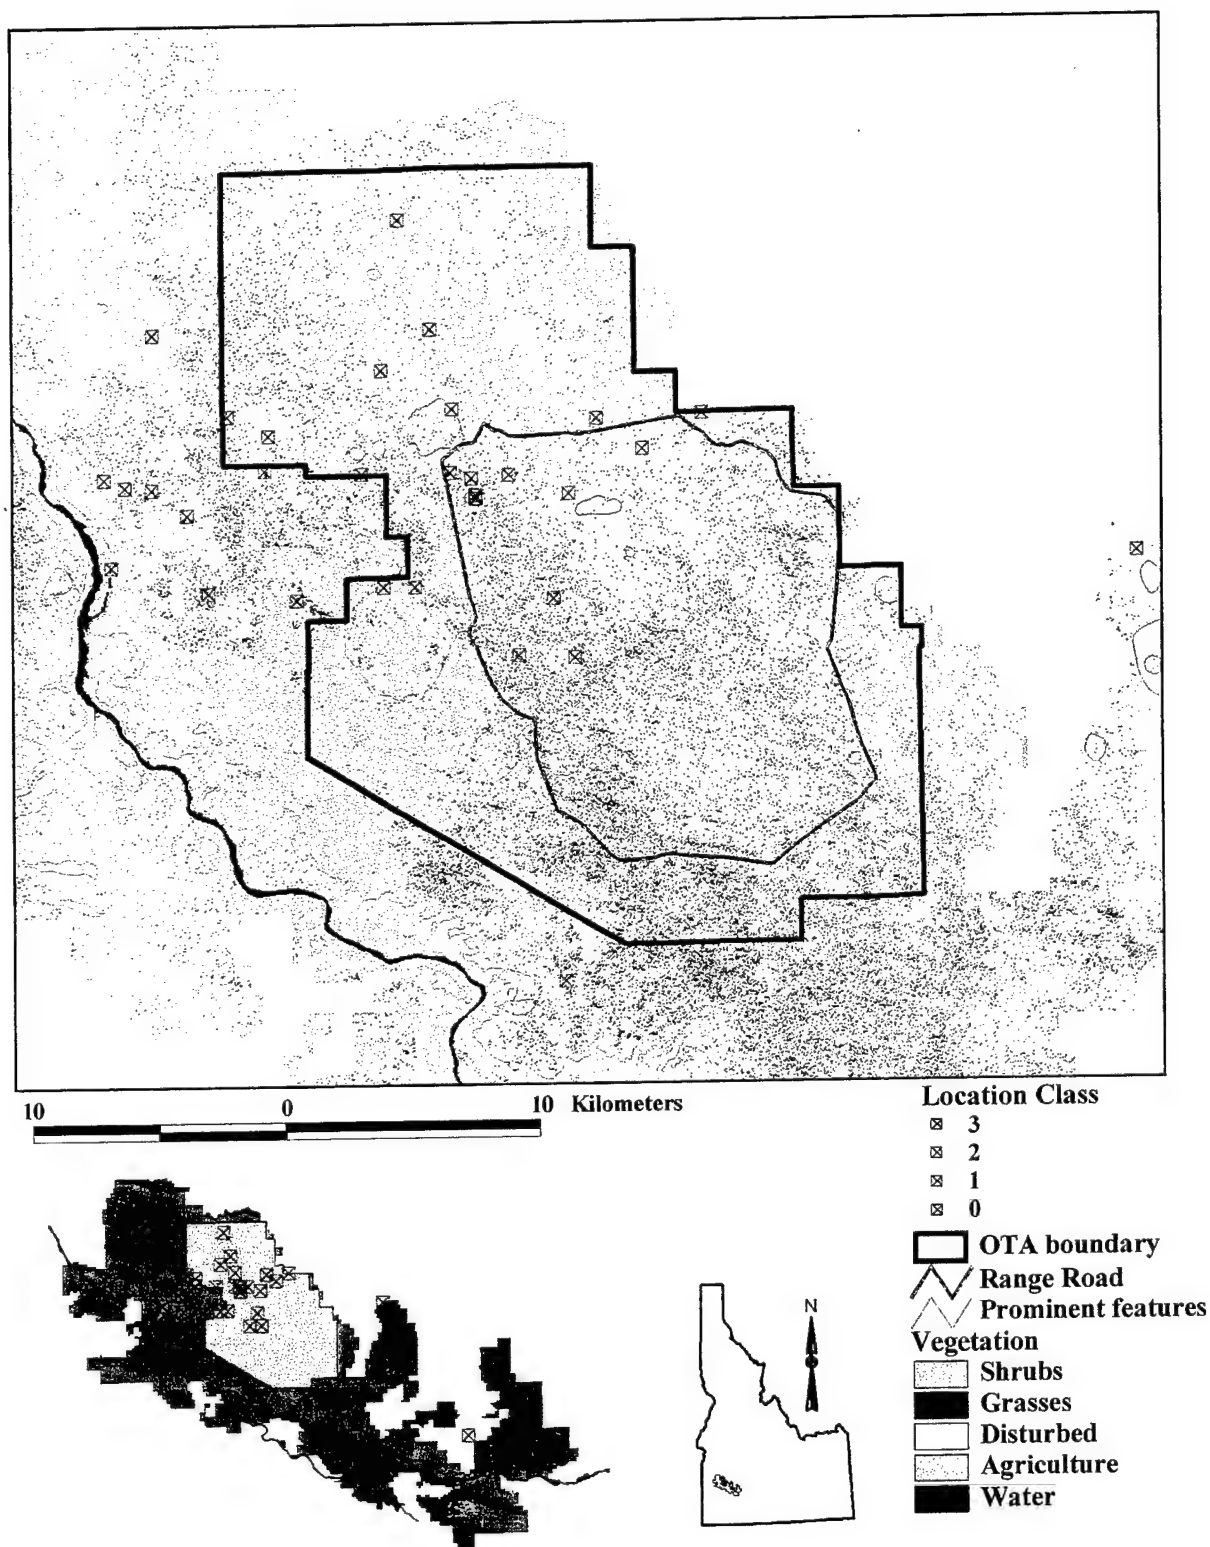 10 0 10 Kilometers
Location Class
3
2
1
0
OTA boundary
Range Road
Prominent features
Vegetation
Shrubs
Grasses
Disturbed
Agriculture
Water
N